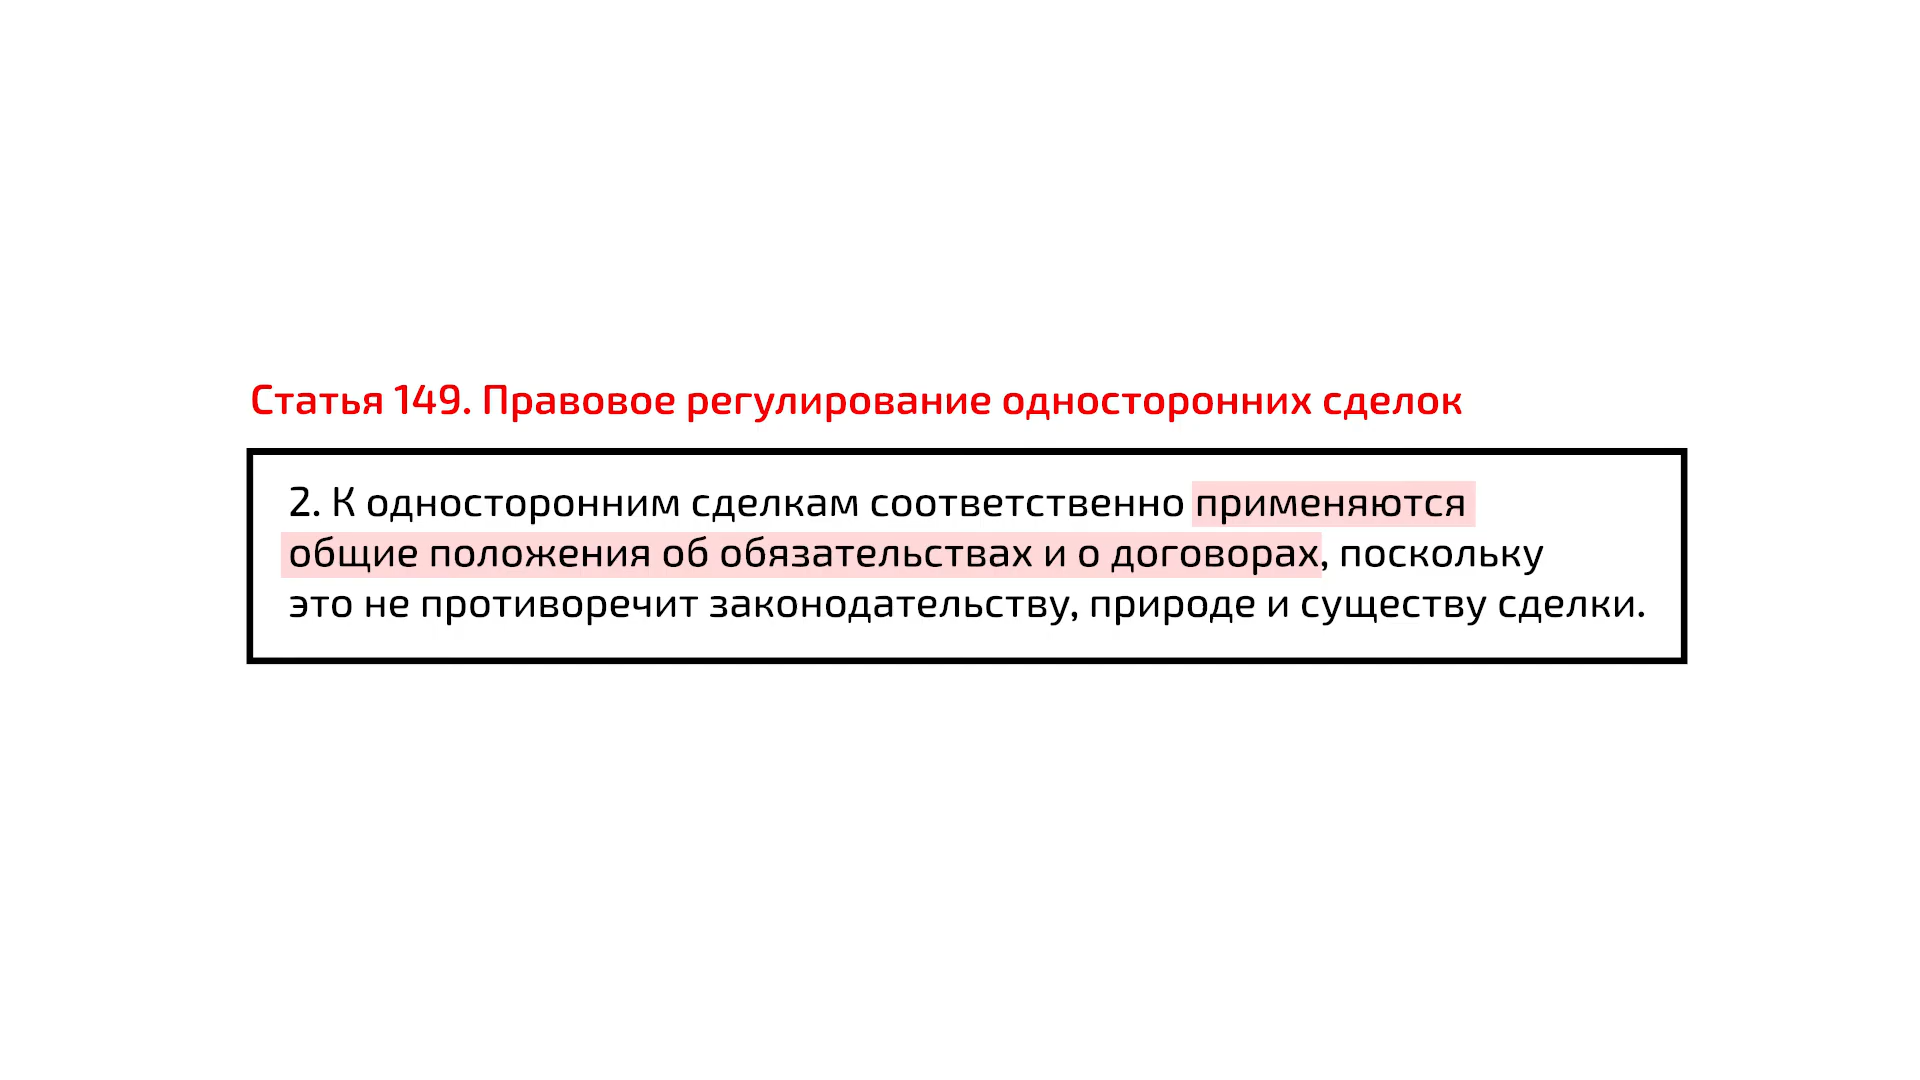 Статья 149. Правовое регулирование односторонних сделок
2. К односторонним сделкам соответственно применяются
общие положения об обязательствах и о договорах, поскольку
это не противоречит законодательству, природе и существу сделки.